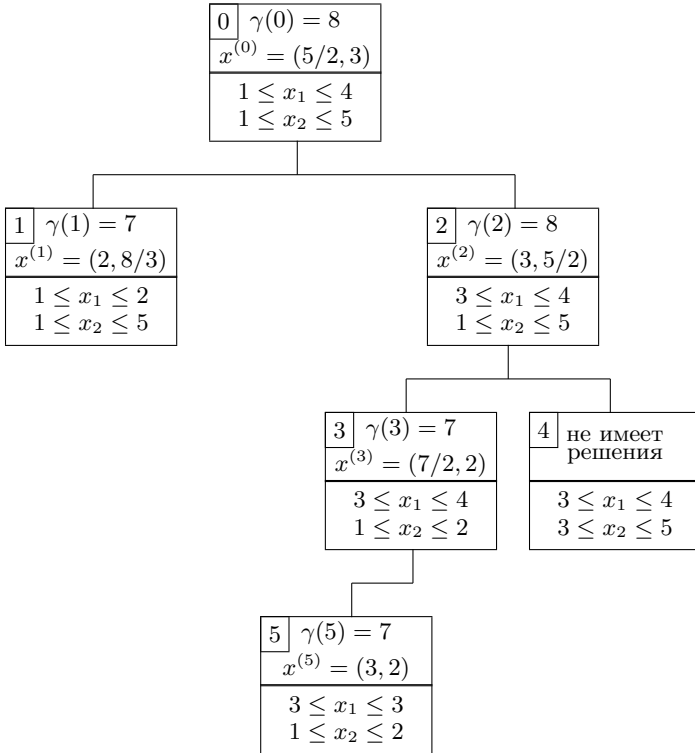 0 γ(0) = 8
x⁽⁰⁾ = (5/2, 3)
1 ≤ x₁ ≤ 4
1 ≤ x₂ ≤ 5
1 γ(1) = 7
x⁽¹⁾ = (2, 8/3)
1 ≤ x₁ ≤ 2
1 ≤ x₂ ≤ 5
2 γ(2) = 8
x⁽²⁾ = (3, 5/2)
3 ≤ x₁ ≤ 4
1 ≤ x₂ ≤ 5
3 γ(3) = 7
x⁽³⁾ = (7/2, 2)
3 ≤ x₁ ≤ 4
1 ≤ x₂ ≤ 2
4 не имеет
решения
3 ≤ x₁ ≤ 4
3 ≤ x₂ ≤ 5
5 γ(5) = 7
x⁽⁵⁾ = (3, 2)
3 ≤ x₁ ≤ 3
1 ≤ x₂ ≤ 2